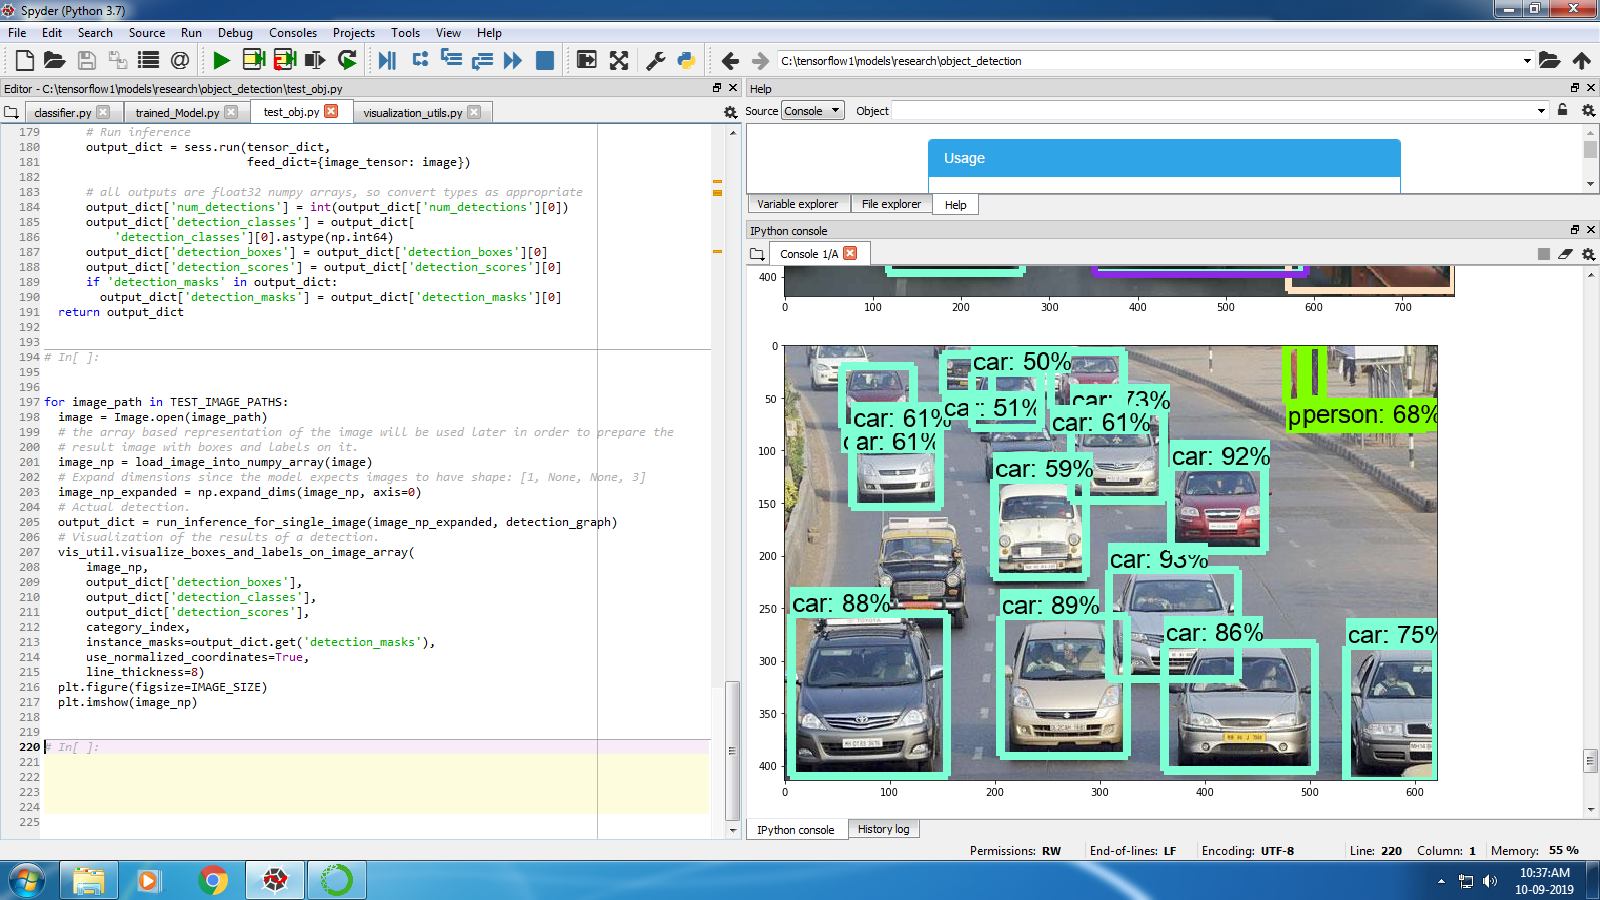 Spyder (Python 3.7)
File Edit Search Source Run Debug Consoles Projects Tools View Help
C:\tensorflow1\models\research\object_detection
Editor - C:\tensorflow1\models\research\object_detection\test_obj.py
classifier.py trained_Model.py test_obj.py visualization_utils.py
179 # Run inference
180 output_dict = sess.run(tensor_dict,
181 feed_dict={image_tensor: image})
182
183 # all outputs are float32 numpy arrays, so convert types as appropriate
184 output_dict['num_detections'] = int(output_dict['num_detections'][0])
185 output_dict['detection_classes'] = output_dict[
186 'detection_classes'][0].astype(np.int64)
187 output_dict['detection_boxes'] = output_dict['detection_boxes'][0]
188 output_dict['detection_scores'] = output_dict['detection_scores'][0]
189 if 'detection_masks' in output_dict:
190 output_dict['detection_masks'] = output_dict['detection_masks'][0]
191 return output_dict
192
193
194 # In[ ]:
195
196
197 for image_path in TEST_IMAGE_PATHS:
198 image = Image.open(image_path)
199 # the array based representation of the image will be used later in order to prepare the
200 # result image with boxes and labels on it.
201 image_np = load_image_into_numpy_array(image)
202 # Expand dimensions since the model expects images to have shape: [1, None, None, 3]
203 image_np_expanded = np.expand_dims(image_np, axis=0)
204 # Actual detection.
205 output_dict = run_inference_for_single_image(image_np_expanded, detection_graph)
206 # Visualization of the results of a detection.
207 vis_util.visualize_boxes_and_labels_on_image_array(
208 image_np,
209 output_dict['detection_boxes'],
210 output_dict['detection_classes'],
211 output_dict['detection_scores'],
212 category_index,
213 instance_masks=output_dict.get('detection_masks'),
214 use_normalized_coordinates=True,
215 line_thickness=8)
216 plt.figure(figsize=IMAGE_SIZE)
217 plt.imshow(image_np)
218
219
220 # In[ ]:
221
222
223
224
225
Help
Source Console Object
Usage
Variable explorer File explorer Help
IPython console
Console 1/A
400
0 100 200 300 400 500 600 700
0
50
100
150
200
250
300
350
400
0 100 200 300 400 500 600
car: 50%
car: 73%
car: 51%
car: 61%
car: 61%
pperson: 68%
car: 61%
car: 92%
car: 59%
car: 93%
car: 88%
car: 89%
car: 86%
car: 75%
IPython console History log
Permissions: RW End-of-lines: LF Encoding: UTF-8 Line: 220 Column: 1 Memory: 55 %
10:37:AM
10-09-2019